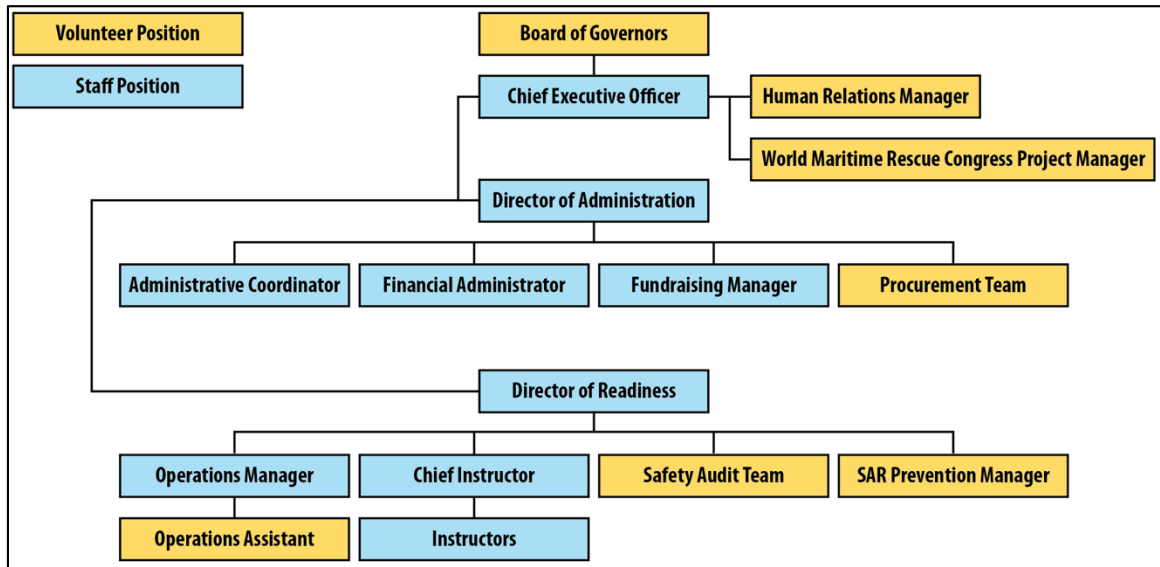 Volunteer Position
Staff Position
Board of Governors
Chief Executive Officer
Human Relations Manager
World Maritime Rescue Congress Project Manager
Director of Administration
Administrative Coordinator
Financial Administrator
Fundraising Manager
Procurement Team
Director of Readiness
Operations Manager
Chief Instructor
Safety Audit Team
SAR Prevention Manager
Operations Assistant
Instructors